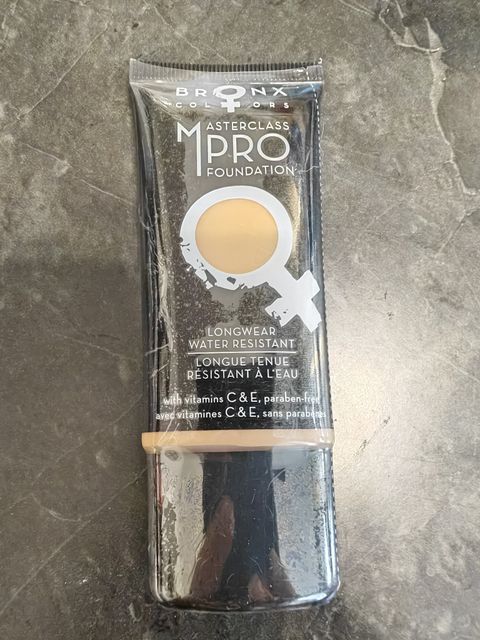 BRONX
COLORS
MASTERCLASS
PRO
FOUNDATION
LONGWEAR
WATER RESISTANT
LONGUE TENUE
RÉSISTANT À L'EAU
with vitamins C & E, paraben-free
avec vitamines C & E, sans parabènes